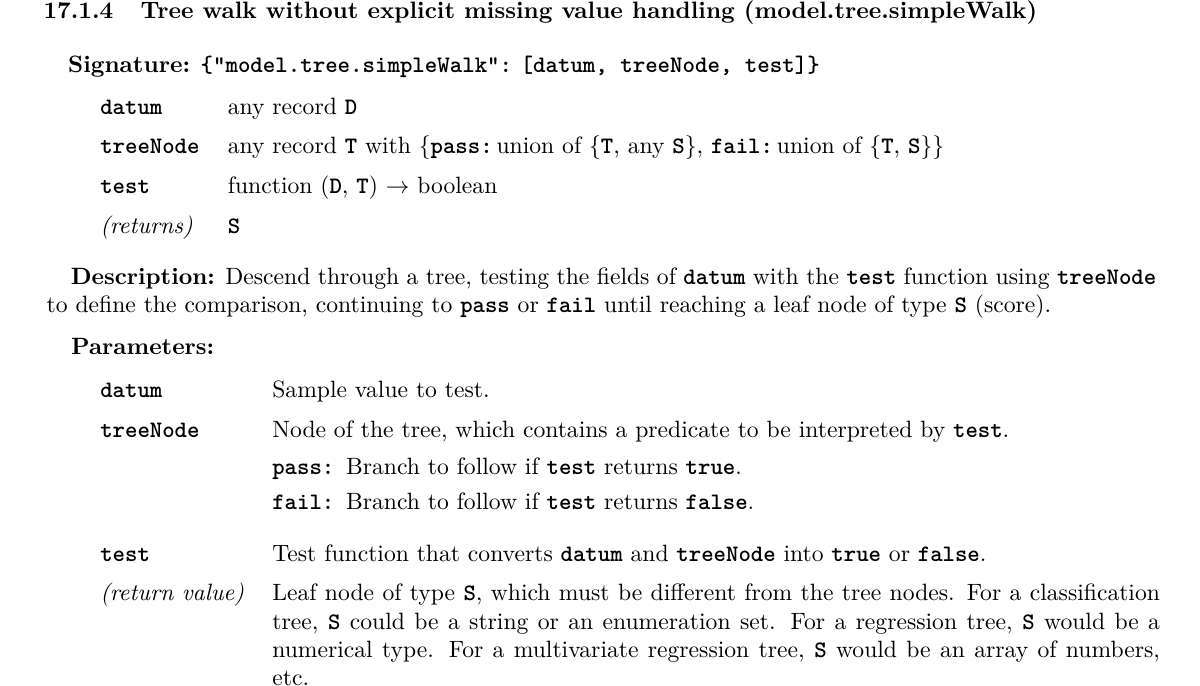 17.1.4 Tree walk without explicit missing value handling (model.tree.simpleWalk)
Signature: {"model.tree.simpleWalk": [datum, treeNode, test]}
datum any record D
treeNode any record T with {pass: union of {T, any S}, fail: union of {T, S}}
test function (D, T) → boolean
(returns) S
Description: Descend through a tree, testing the fields of datum with the test function using treeNode
to define the comparison, continuing to pass or fail until reaching a leaf node of type S (score).
Parameters:
datum Sample value to test.
treeNode Node of the tree, which contains a predicate to be interpreted by test.
pass: Branch to follow if test returns true.
fail: Branch to follow if test returns false.
test Test function that converts datum and treeNode into true or false.
(return value) Leaf node of type S, which must be different from the tree nodes. For a classification
tree, S could be a string or an enumeration set. For a regression tree, S would be a
numerical type. For a multivariate regression tree, S would be an array of numbers,
etc.